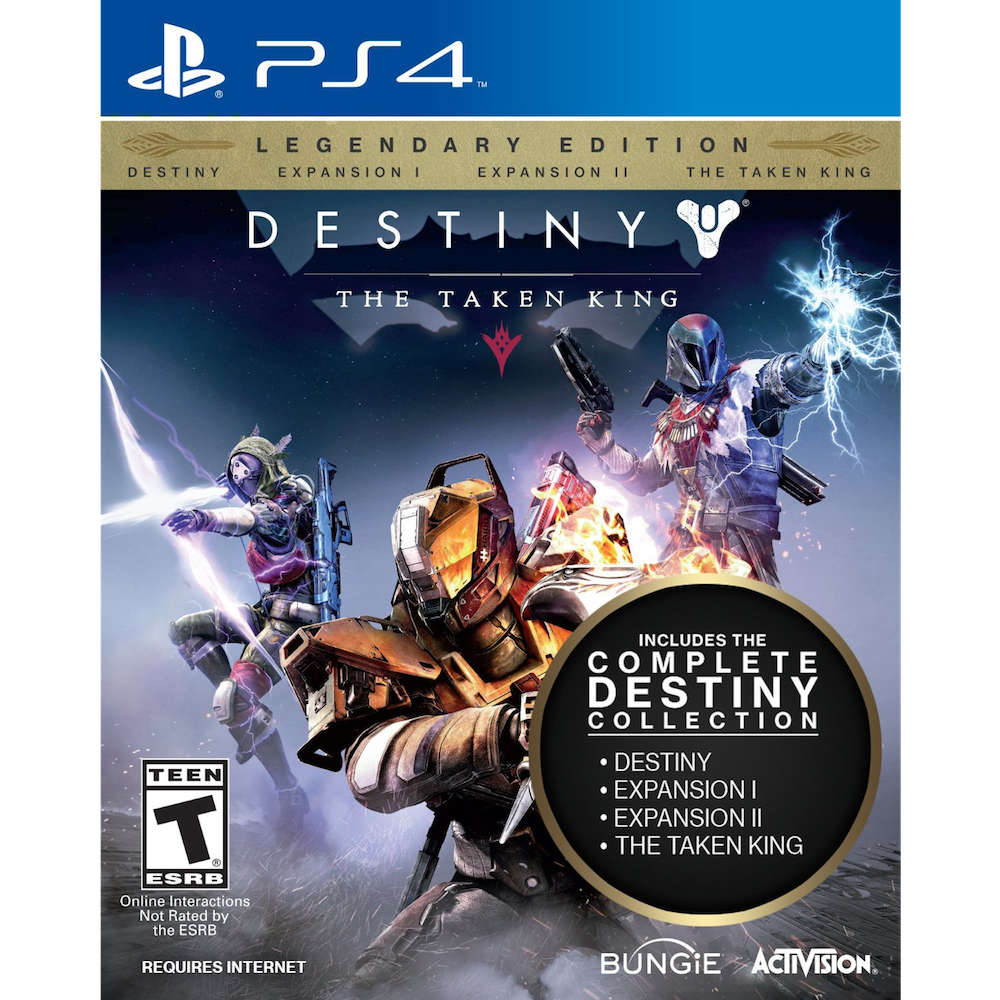 PS4™
LEGENDARY EDITION
DESTINY EXPANSION I EXPANSION II THE TAKEN KING
DESTINY ®
THE TAKEN KING
INCLUDES THE
COMPLETE
DESTINY
COLLECTION
• DESTINY
• EXPANSION I
• EXPANSION II
• THE TAKEN KING
TEEN
T ®
ESRB
Online Interactions
Not Rated by
the ESRB
REQUIRES INTERNET
BUNGiE ACTIVISION®